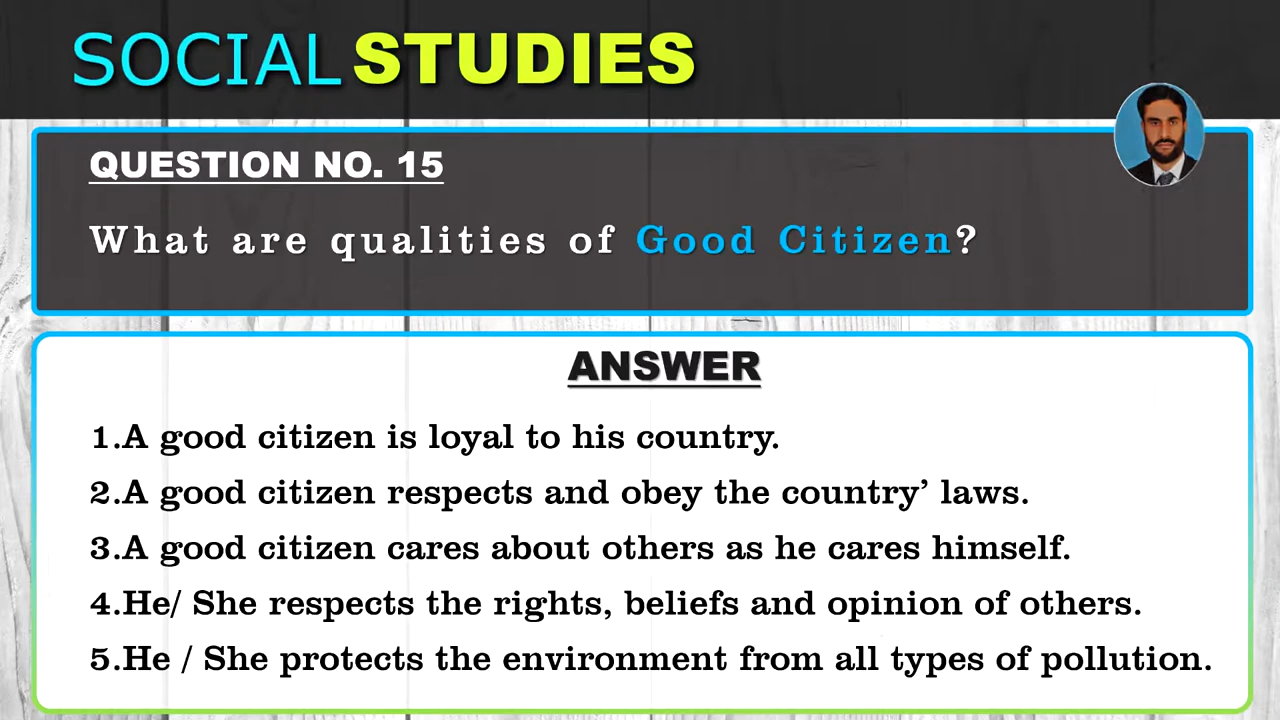 SOCIAL STUDIES
QUESTION NO. 15
What are qualities of Good Citizen?
ANSWER
1.A good citizen is loyal to his country.
2.A good citizen respects and obey the country’ laws.
3.A good citizen cares about others as he cares himself.
4.He/ She respects the rights, beliefs and opinion of others.
5.He / She protects the environment from all types of pollution.